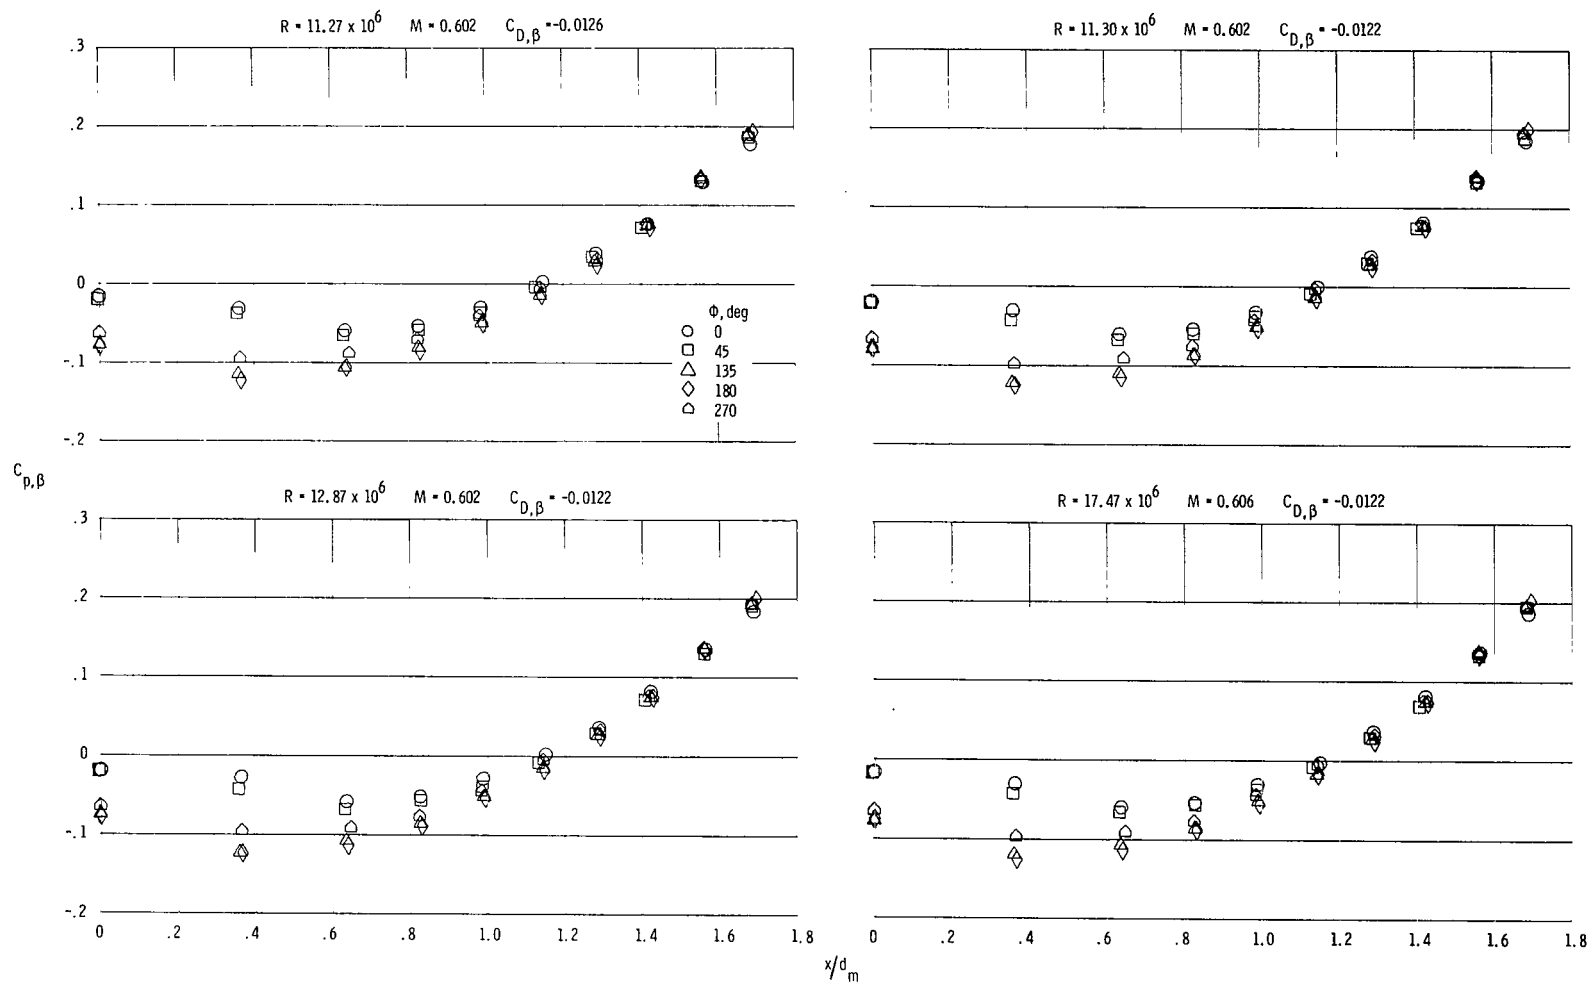 R = 11.27 x 10^6 M = 0.602 C_D,β = -0.0126
.3
.2
.1
0
-.1
-.2
Φ, deg
0
45
135
180
270
R = 11.30 x 10^6 M = 0.602 C_D,β = -0.0122
C_p,β
R = 12.87 x 10^6 M = 0.602 C_D,β = -0.0122
.3
.2
.1
0
-.1
-.2
0 .2 .4 .6 .8 1.0 1.2 1.4 1.6 1.8
R = 17.47 x 10^6 M = 0.606 C_D,β = -0.0122
0 .2 .4 .6 .8 1.0 1.2 1.4 1.6 1.8
x/d_m